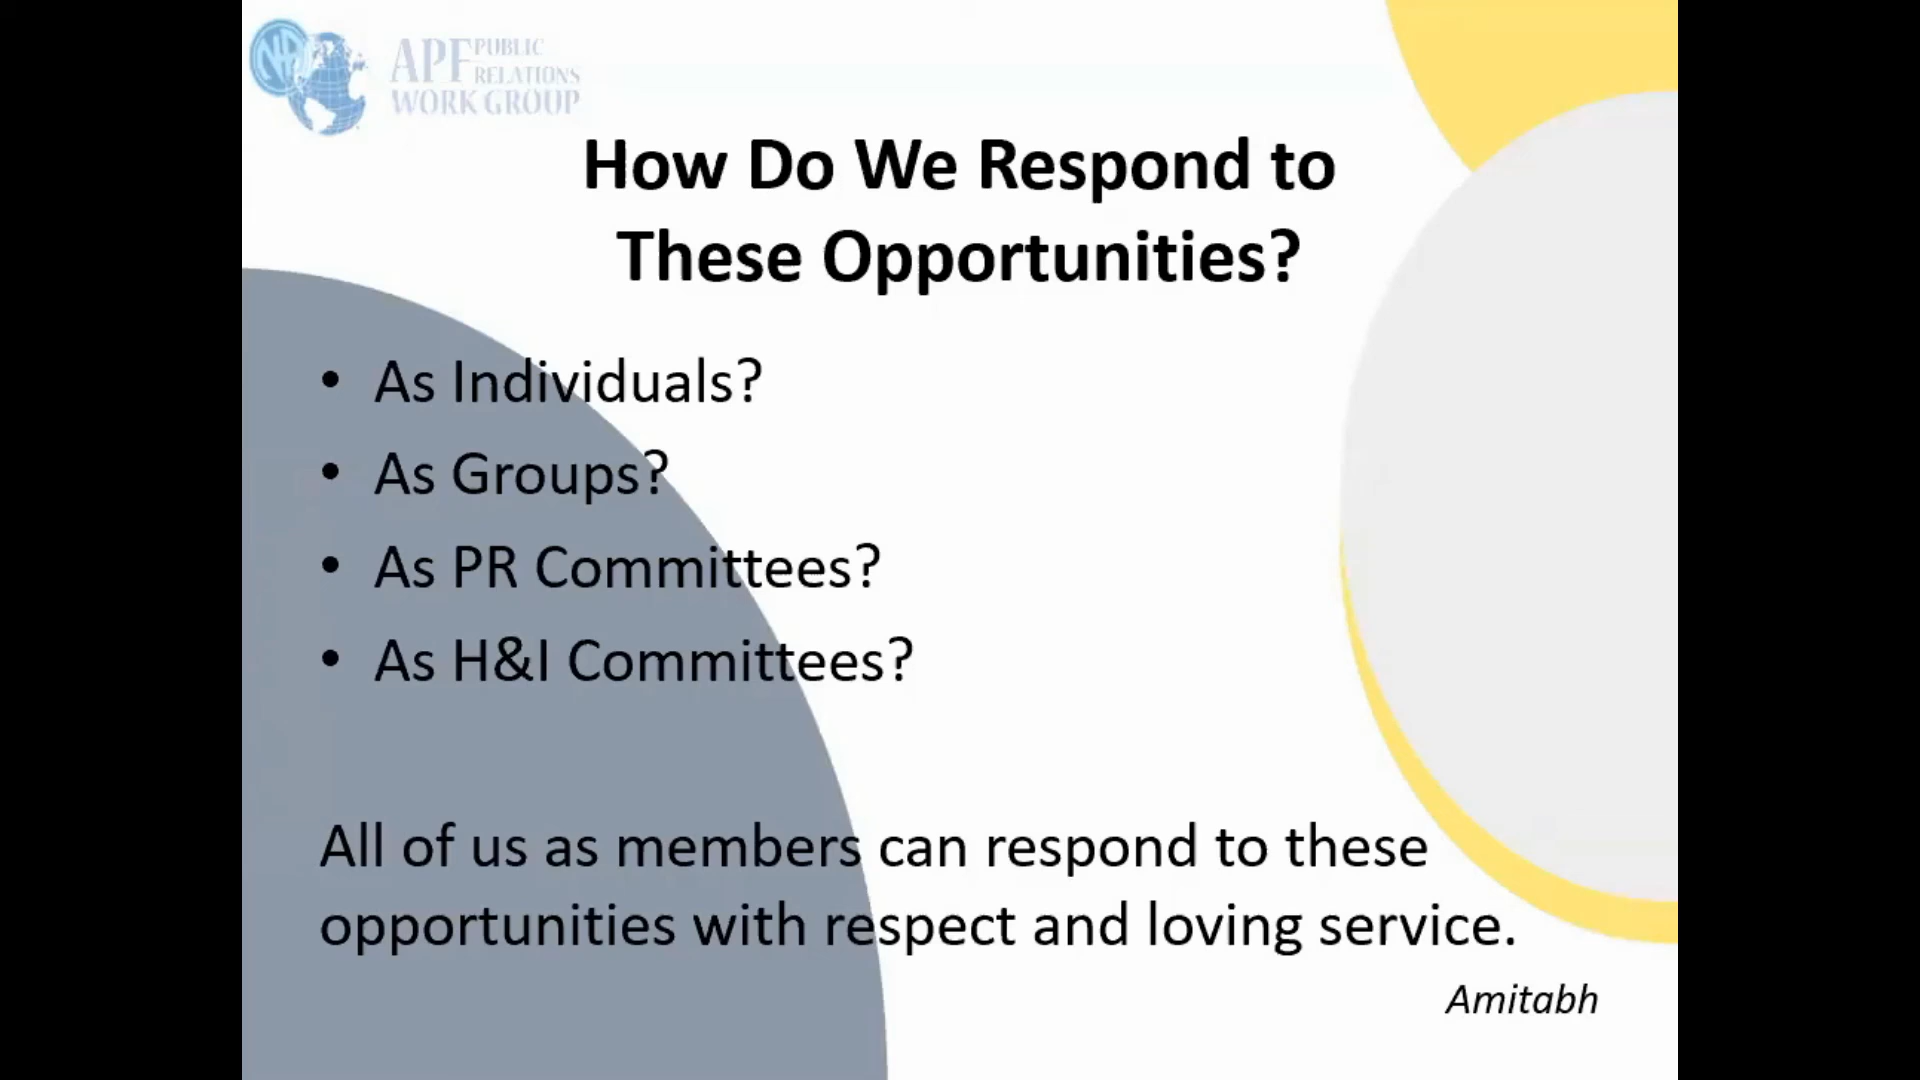 NA
APF PUBLIC RELATIONS
WORK GROUP
How Do We Respond to
These Opportunities?
• As Individuals?
• As Groups?
• As PR Committees?
• As H&I Committees?
All of us as members can respond to these
opportunities with respect and loving service.
Amitabh